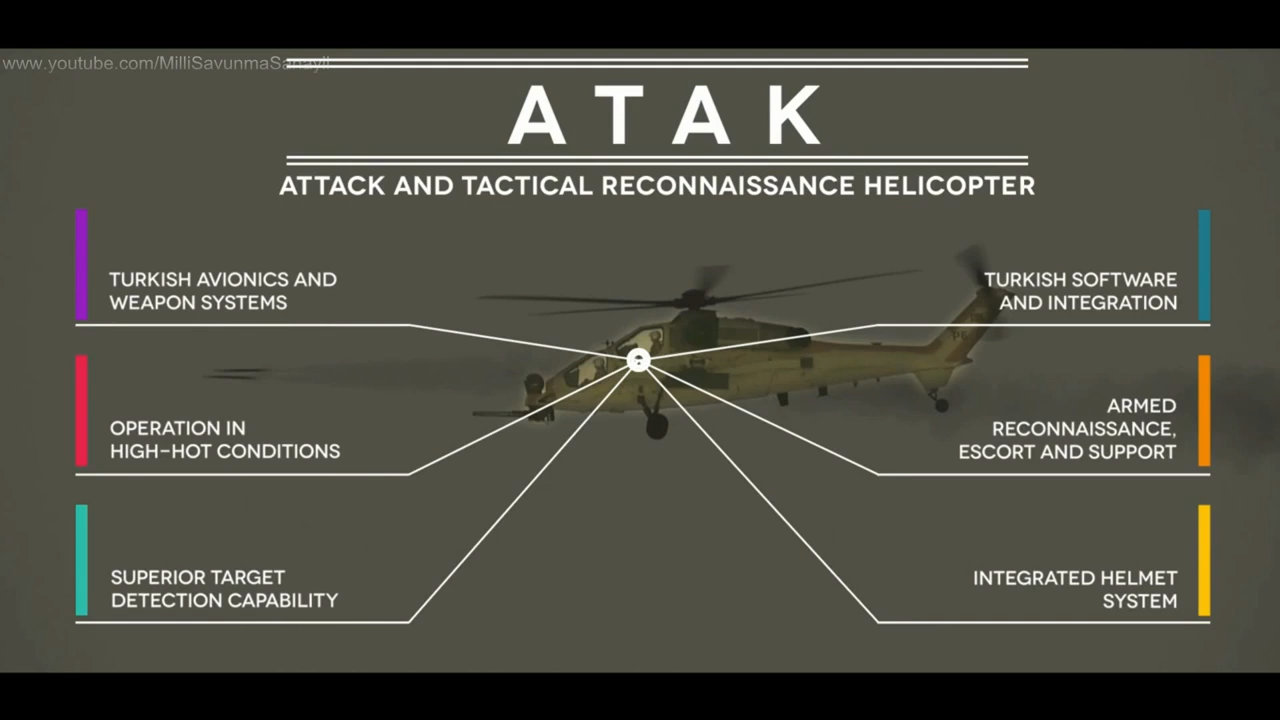 www.youtube.com/MilliSavunmaSanayii
ATAK
ATTACK AND TACTICAL RECONNAISSANCE HELICOPTER
TURKISH AVIONICS AND
WEAPON SYSTEMS
OPERATION IN
HIGH-HOT CONDITIONS
SUPERIOR TARGET
DETECTION CAPABILITY
TURKISH SOFTWARE
AND INTEGRATION
ARMED
RECONNAISSANCE,
ESCORT AND SUPPORT
INTEGRATED HELMET
SYSTEM